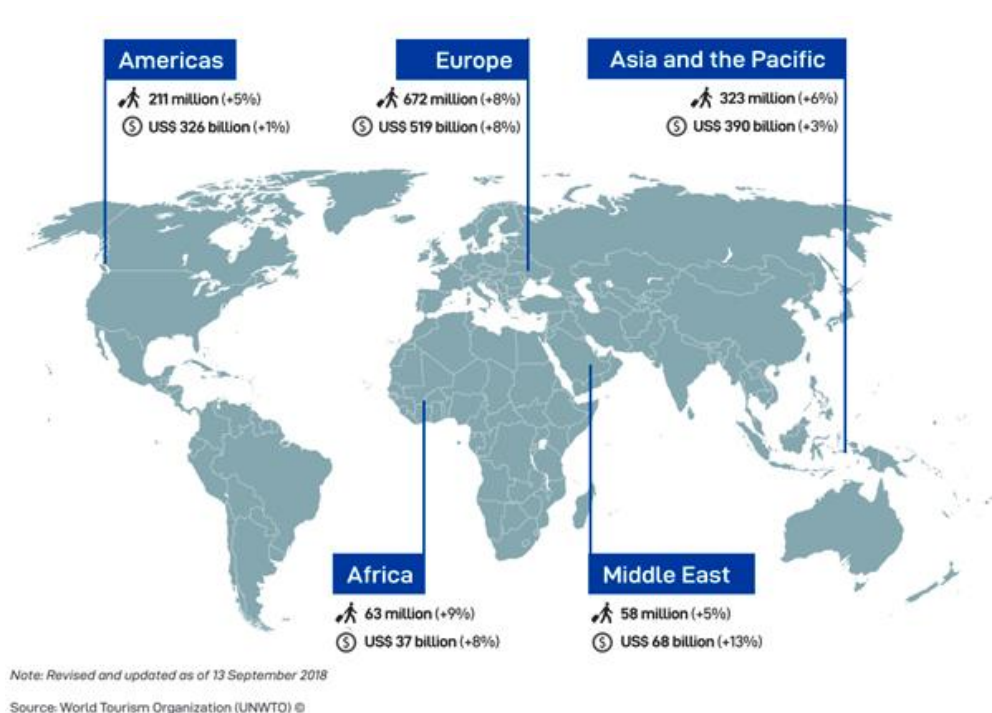 Americas
211 million (+5%)
US$ 326 billion (+1%)
Europe
672 million (+8%)
US$ 519 billion (+8%)
Asia and the Pacific
323 million (+6%)
US$ 390 billion (+3%)
Africa
63 million (+9%)
US$ 37 billion (+8%)
Middle East
58 million (+5%)
US$ 68 billion (+13%)
Note: Revised and updated as of 13 September 2018
Source: World Tourism Organization (UNWTO) ©